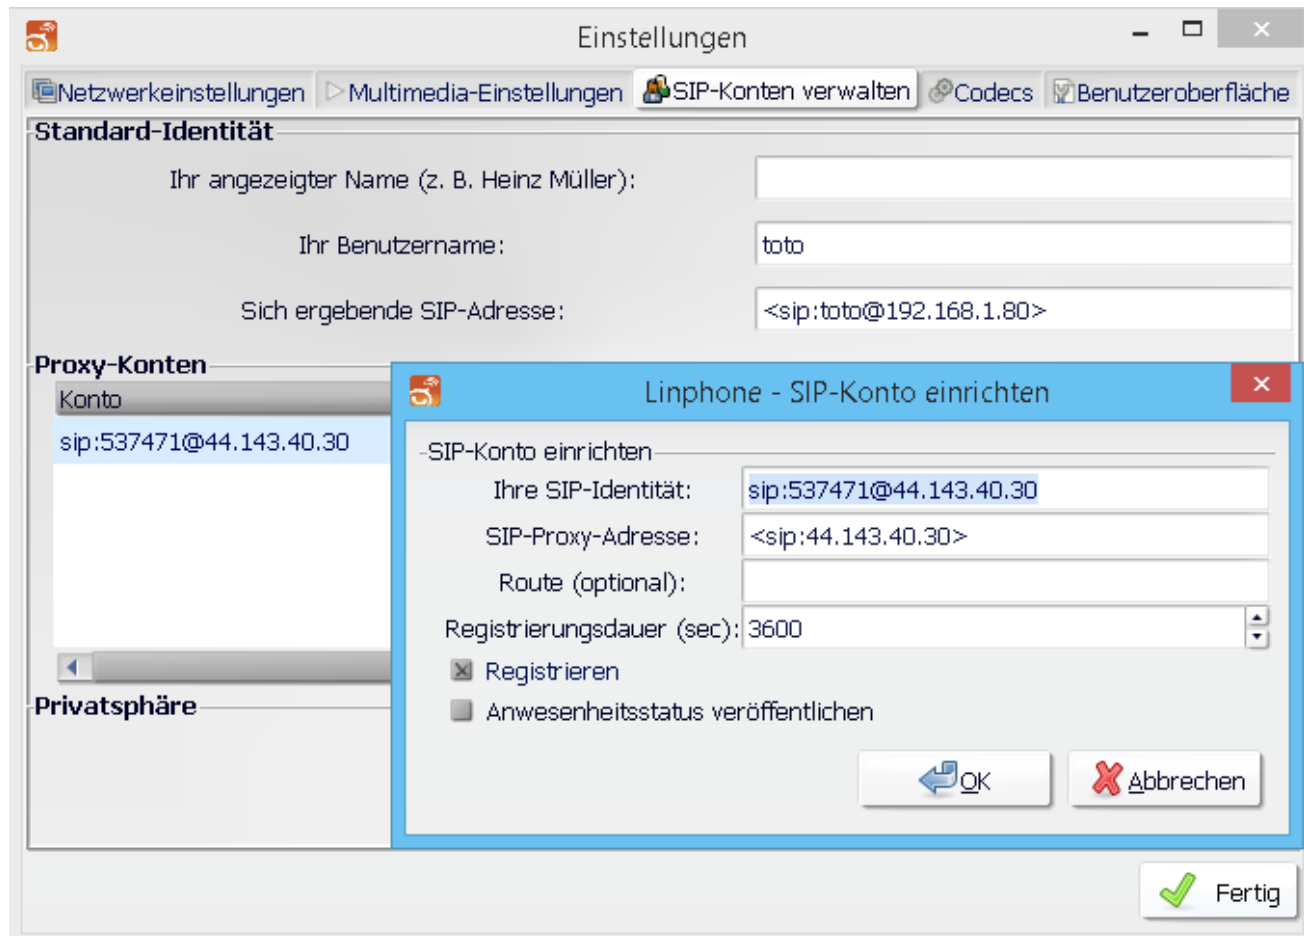 Einstellungen
Netzwerkeinstellungen Multimedia-Einstellungen SIP-Konten verwalten Codecs Benutzeroberfläche
Standard-Identität
Ihr angezeigter Name (z. B. Heinz Müller):
Ihr Benutzername: toto
Sich ergebende SIP-Adresse: <sip:toto@192.168.1.80>
Proxy-Konten
Konto
sip:537471@44.143.40.30
Privatsphäre
Linphone - SIP-Konto einrichten
SIP-Konto einrichten
Ihre SIP-Identität: sip:537471@44.143.40.30
SIP-Proxy-Adresse: <sip:44.143.40.30>
Route (optional):
Registrierungsdauer (sec): 3600
Registrieren
Anwesenheitsstatus veröffentlichen
OK Abbrechen
Fertig